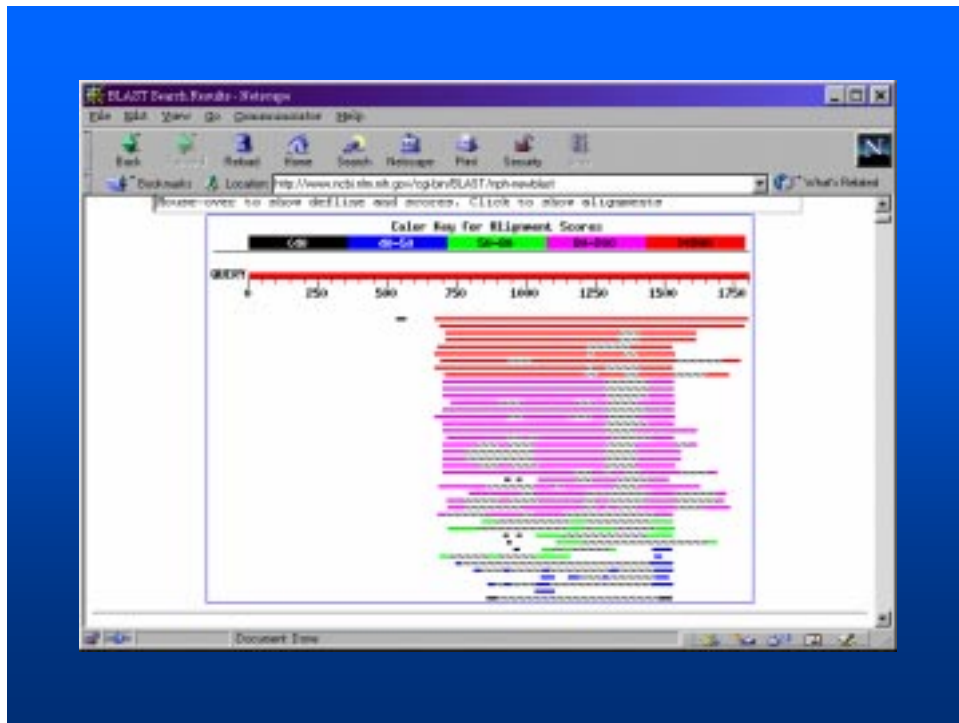 BLAST Search Results - Netscape
File Edit View Go Communicator Help
Back Reload Home Search Netscape Print Security
Bookmarks Location: http://www.ncbi.nlm.nih.gov/cgi-bin/BLAST/nph-newblast What's Related
Mouse-over to show defline and scores. Click to show alignments
Color Key for Alignment Scores
<40 40-50 50-80 80-200 >=200
QUERY
0 250 500 750 1000 1250 1500 1750
Document: Done